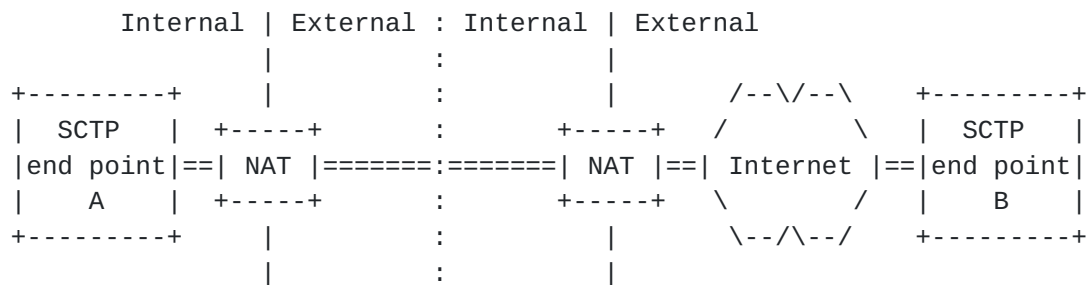 Internal | External : Internal | External
                 |          :          |
+---------+      |          :          |       /--\/--\     +---------+
|  SCTP   |  +-----+        :       +-----+   /        \    |  SCTP   |
|end point|==| NAT |=======:=======| NAT |==| Internet |==|end point|
|    A    |  +-----+        :       +-----+   \        /    |    B    |
+---------+      |          :          |       \--/\--/     +---------+
                 |          :          |